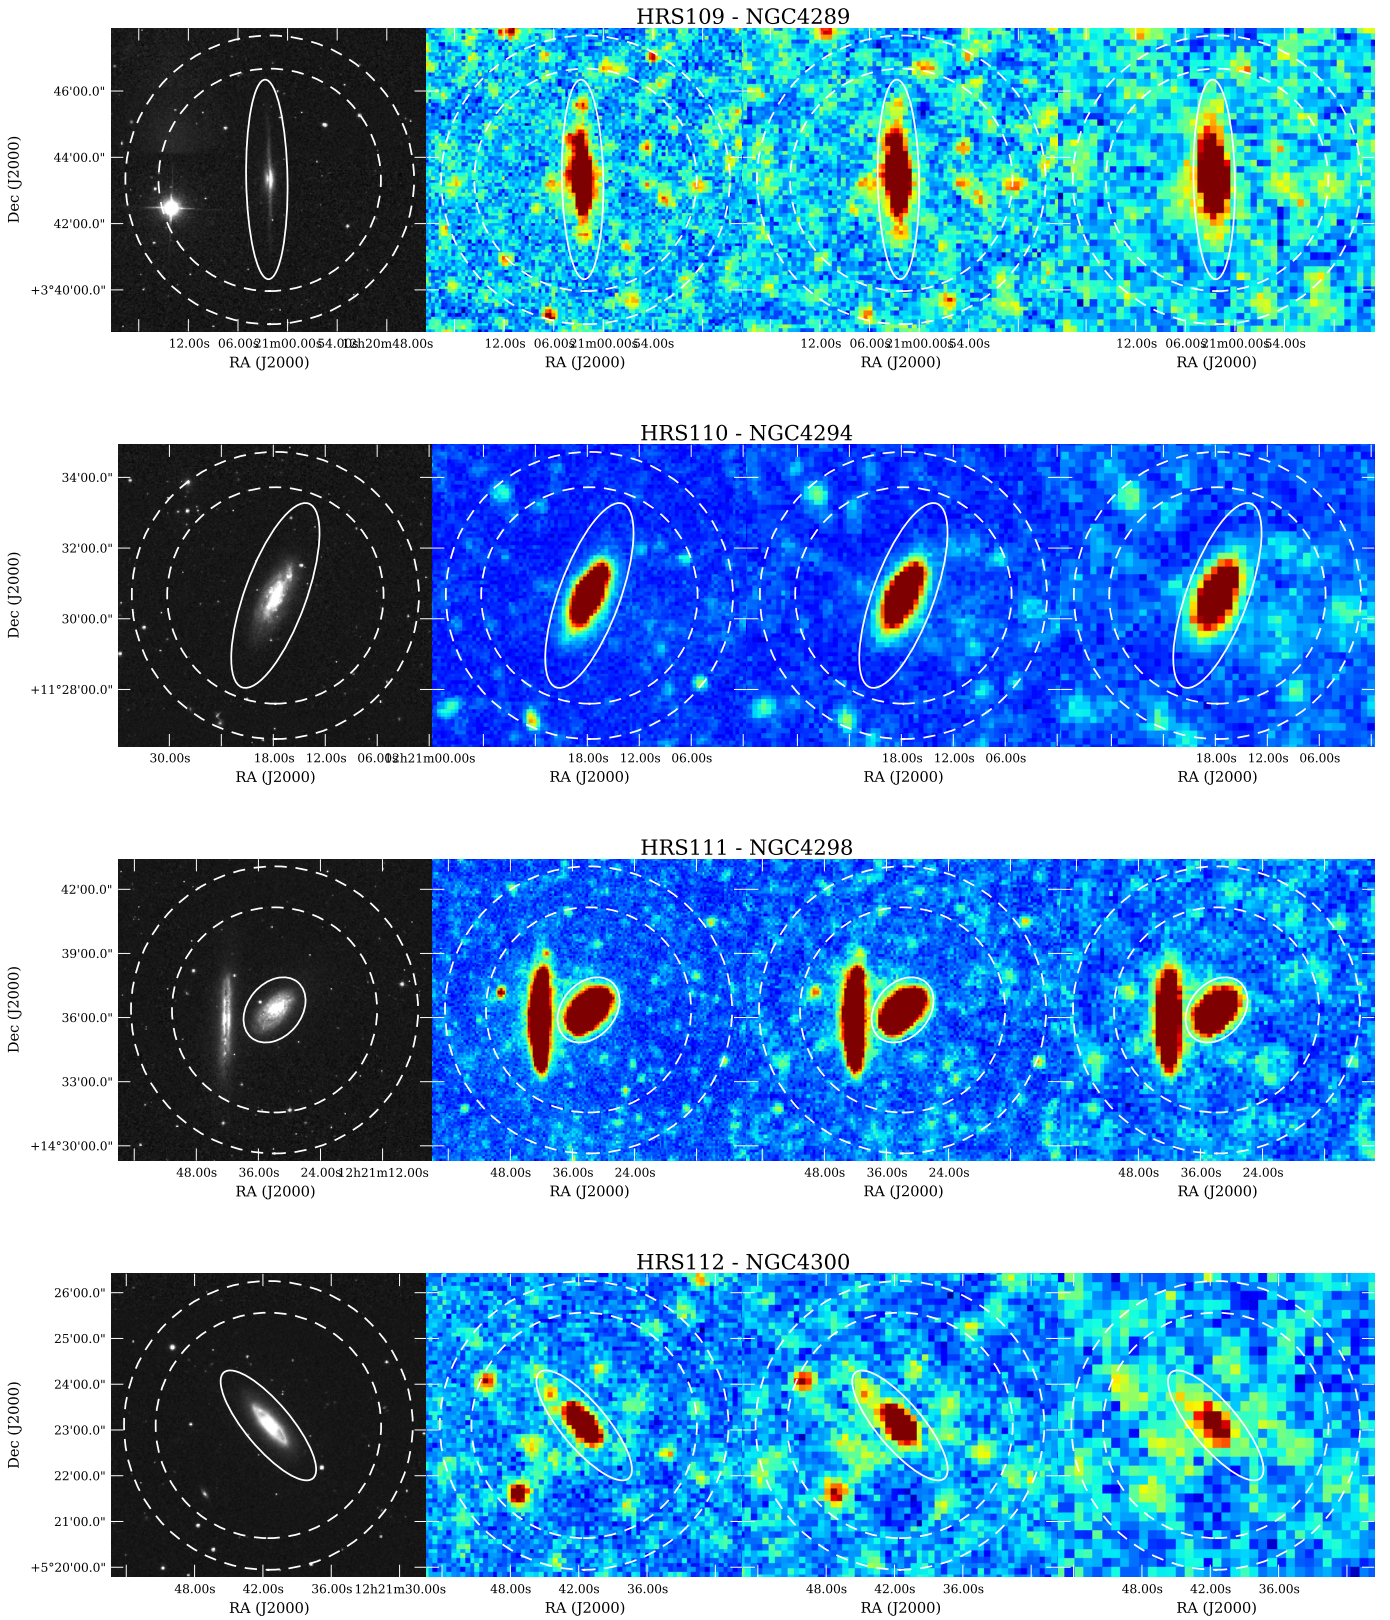 HRS109 - NGC4289
Dec (J2000)
46'00.0"
44'00.0"
42'00.0"
+3°40'00.0"
12.00s 06.00s 21m00.00s 54.00s 12h20m48.00s 12.00s 06.00s 21m00.00s 54.00s 12.00s 06.00s 21m00.00s 54.00s 12.00s 06.00s 21m00.00s 54.00s
RA (J2000) RA (J2000) RA (J2000) RA (J2000)
HRS110 - NGC4294
Dec (J2000)
34'00.0"
32'00.0"
30'00.0"
+11°28'00.0"
30.00s 18.00s 12.00s 06.00s 12h21m00.00s 18.00s 12.00s 06.00s 18.00s 12.00s 06.00s 18.00s 12.00s 06.00s
RA (J2000) RA (J2000) RA (J2000) RA (J2000)
HRS111 - NGC4298
Dec (J2000)
42'00.0"
39'00.0"
36'00.0"
33'00.0"
+14°30'00.0"
48.00s 36.00s 24.00s 12h21m12.00s 48.00s 36.00s 24.00s 48.00s 36.00s 24.00s 48.00s 36.00s 24.00s
RA (J2000) RA (J2000) RA (J2000) RA (J2000)
HRS112 - NGC4300
Dec (J2000)
26'00.0"
25'00.0"
24'00.0"
23'00.0"
22'00.0"
21'00.0"
+5°20'00.0"
48.00s 42.00s 36.00s 12h21m30.00s 48.00s 42.00s 36.00s 48.00s 42.00s 36.00s 48.00s 42.00s 36.00s
RA (J2000) RA (J2000) RA (J2000) RA (J2000)